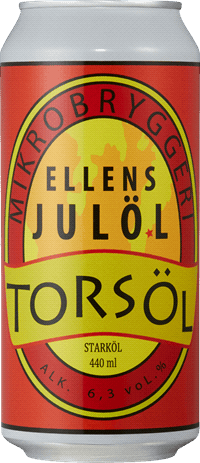 MIKROBRYGGERI
ELLENS
JULÖL
TORSÖL
STARKÖL
440 ml
ALK. 6,3 VOL.%